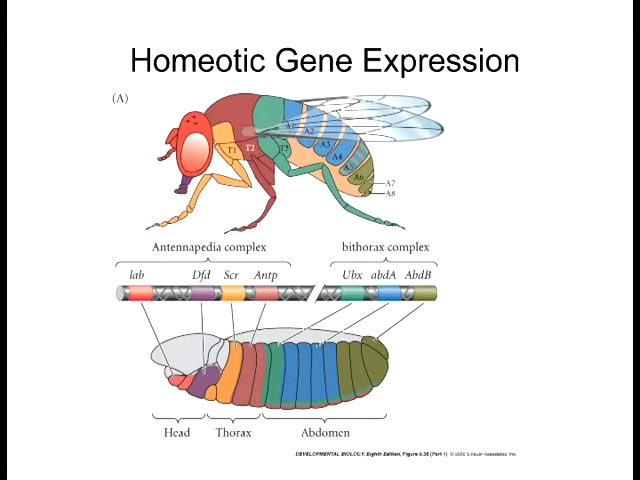 Homeotic Gene Expression
(A)
A1
A2
A3
A4
A5
A6
A7
A8
T1
T2
T3
Antennapedia complex
bithorax complex
lab Dfd Scr Antp Ubx abdA AbdB
Head Thorax Abdomen
DEVELOPMENTAL BIOLOGY, Eighth Edition, Figure 9.28 (Part 1) © 2006 Sinauer Associates, Inc.